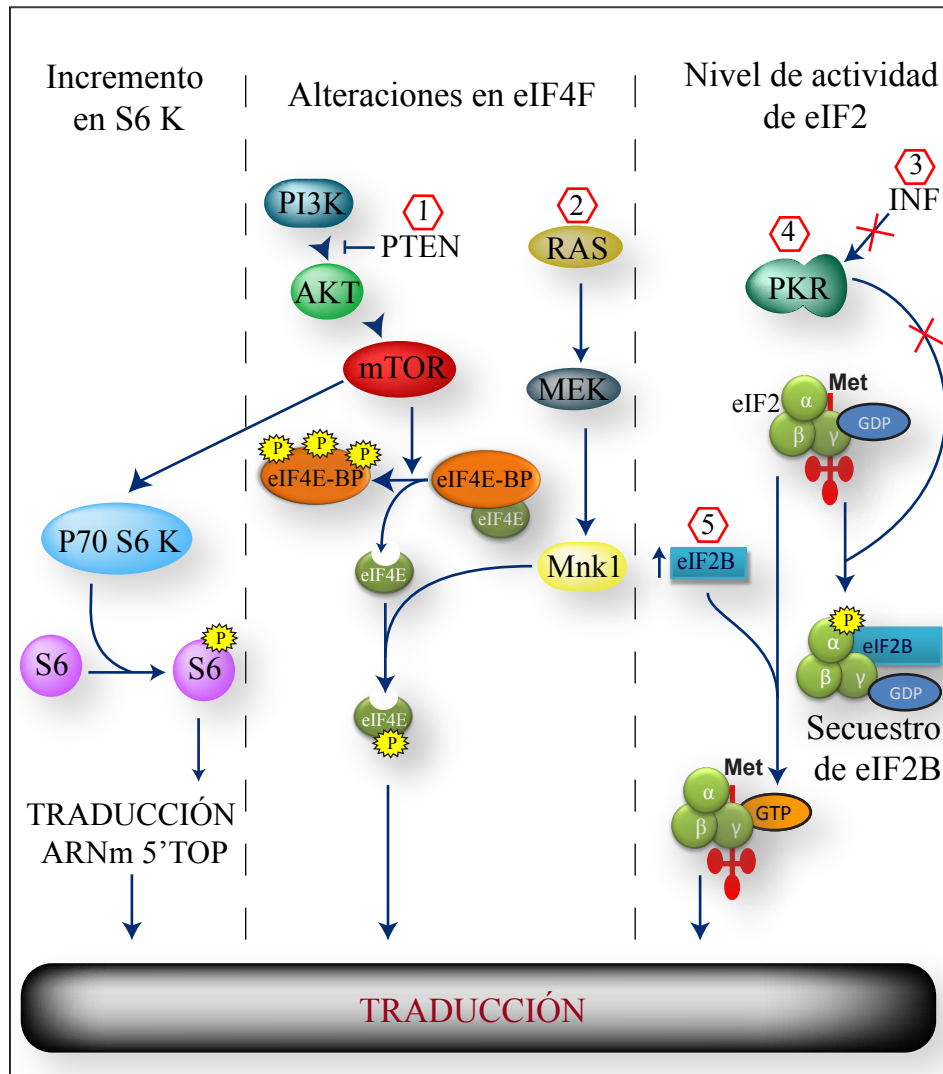 Incremento
en S6 K
Alteraciones en eIF4F
Nivel de actividad
de eIF2
PI3K
1
PTEN
AKT
mTOR
2
RAS
MEK
3
INF
4
PKR
Met
eIF2
α
β
γ
GDP
P
P
P
eIF4E-BP
eIF4E-BP
eIF4E
P70 S6 K
eIF4E
Mnk1
5
eIF2B
S6
P
S6
eIF4E
P
P
α
eIF2B
β
γ
GDP
Secuestro
de eIF2B
Met
α
β
γ
GTP
TRADUCCIÓN
ARNm 5’TOP
TRADUCCIÓN